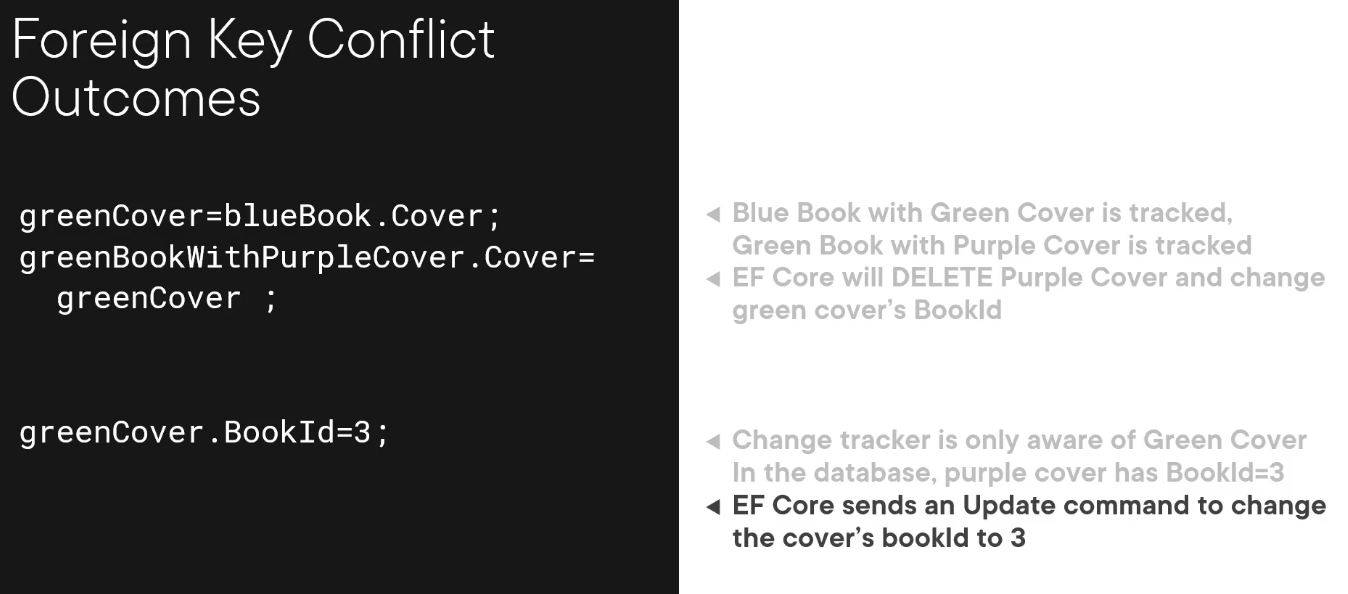 Foreign Key Conflict
Outcomes
greenCover=blueBook.Cover;
greenBookWithPurpleCover.Cover=
greenCover ;
◄ Blue Book with Green Cover is tracked,
Green Book with Purple Cover is tracked
◄ EF Core will DELETE Purple Cover and change
green cover’s BookId
greenCover.BookId=3;
◄ Change tracker is only aware of Green Cover
In the database, purple cover has BookId=3
◄ EF Core sends an Update command to change
the cover’s bookId to 3